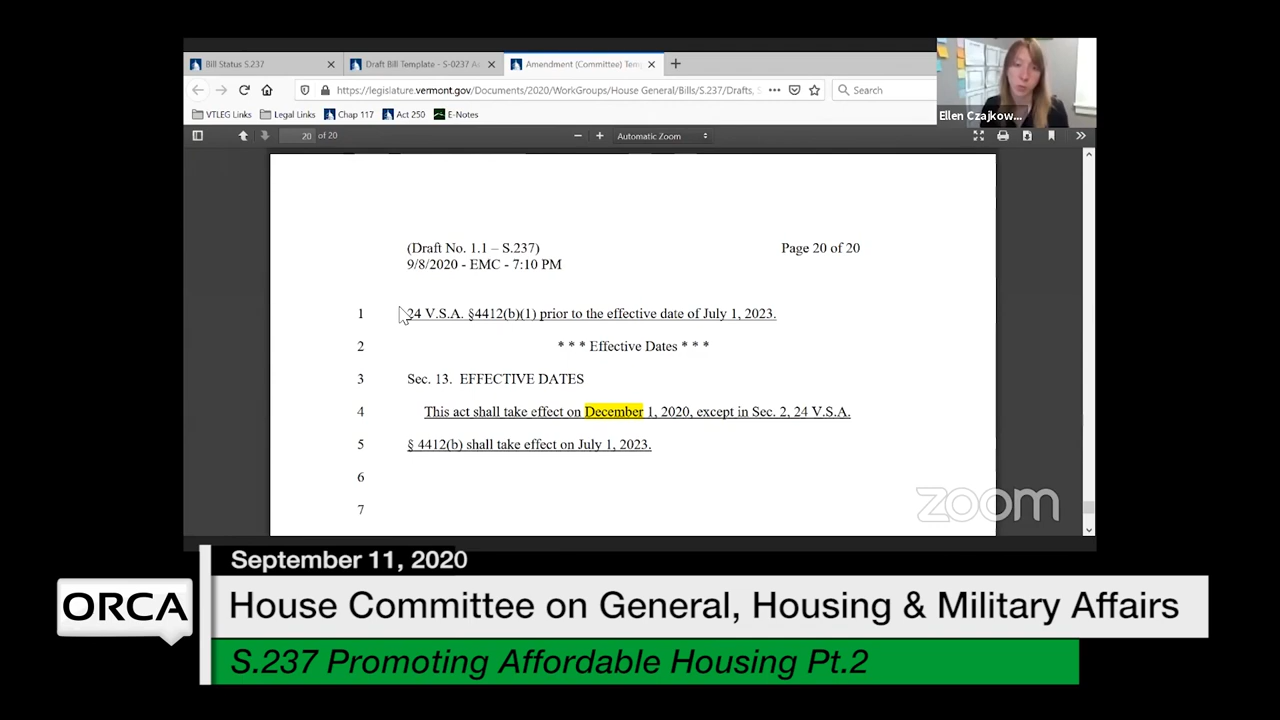 Bill Status S.237
Draft Bill Template - S-0237 A
Amendment (Committee) Tem
https://legislature.vermont.gov/Documents/2020/WorkGroups/House General/Bills/S.237/Drafts, S
Search
VTLEG Links Legal Links Chap 117 Act 250 E-Notes
Ellen Czajkow...
20 of 20
Automatic Zoom
(Draft No. 1.1 – S.237) Page 20 of 20
9/8/2020 - EMC - 7:10 PM
1 24 V.S.A. §4412(b)(1) prior to the effective date of July 1, 2023.
2 * * * Effective Dates * * *
3 Sec. 13. EFFECTIVE DATES
4 This act shall take effect on December 1, 2020, except in Sec. 2, 24 V.S.A.
5 § 4412(b) shall take effect on July 1, 2023.
6
7
zoom
September 11, 2020
ORCA
House Committee on General, Housing & Military Affairs
S.237 Promoting Affordable Housing Pt.2